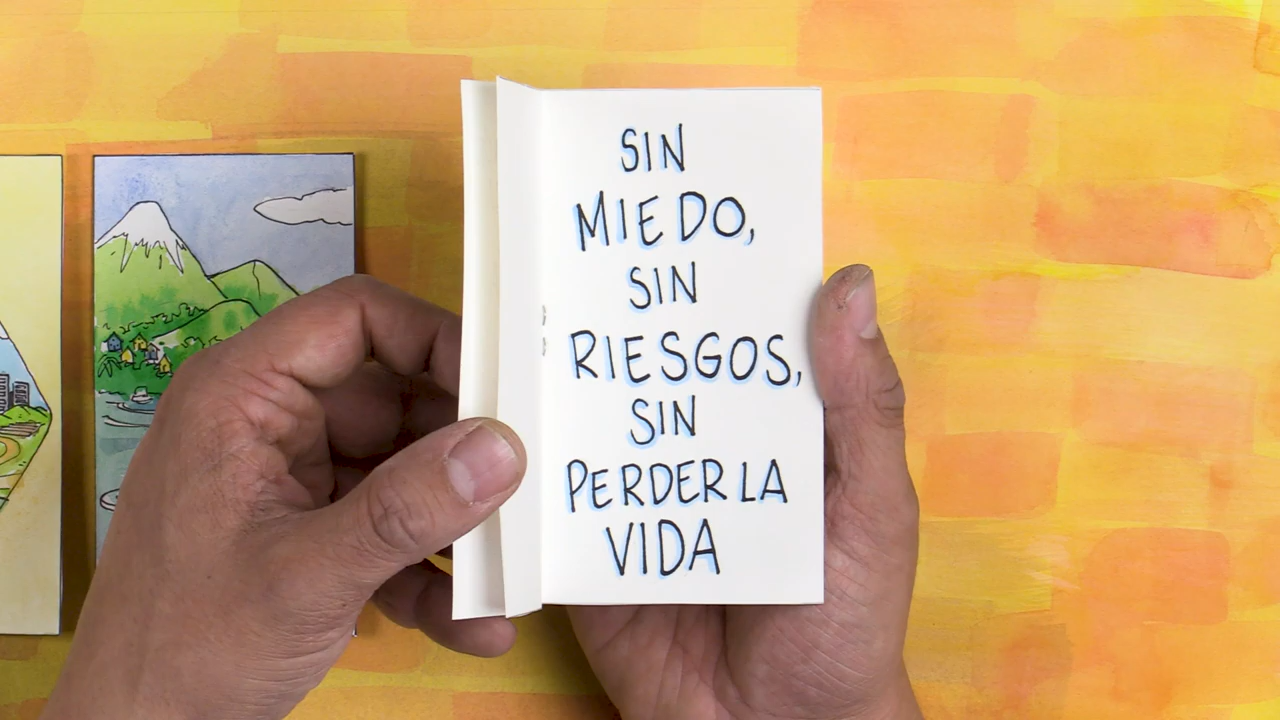 SIN
MIEDO,
SIN
RIESGOS,
SIN
PERDER LA
VIDA